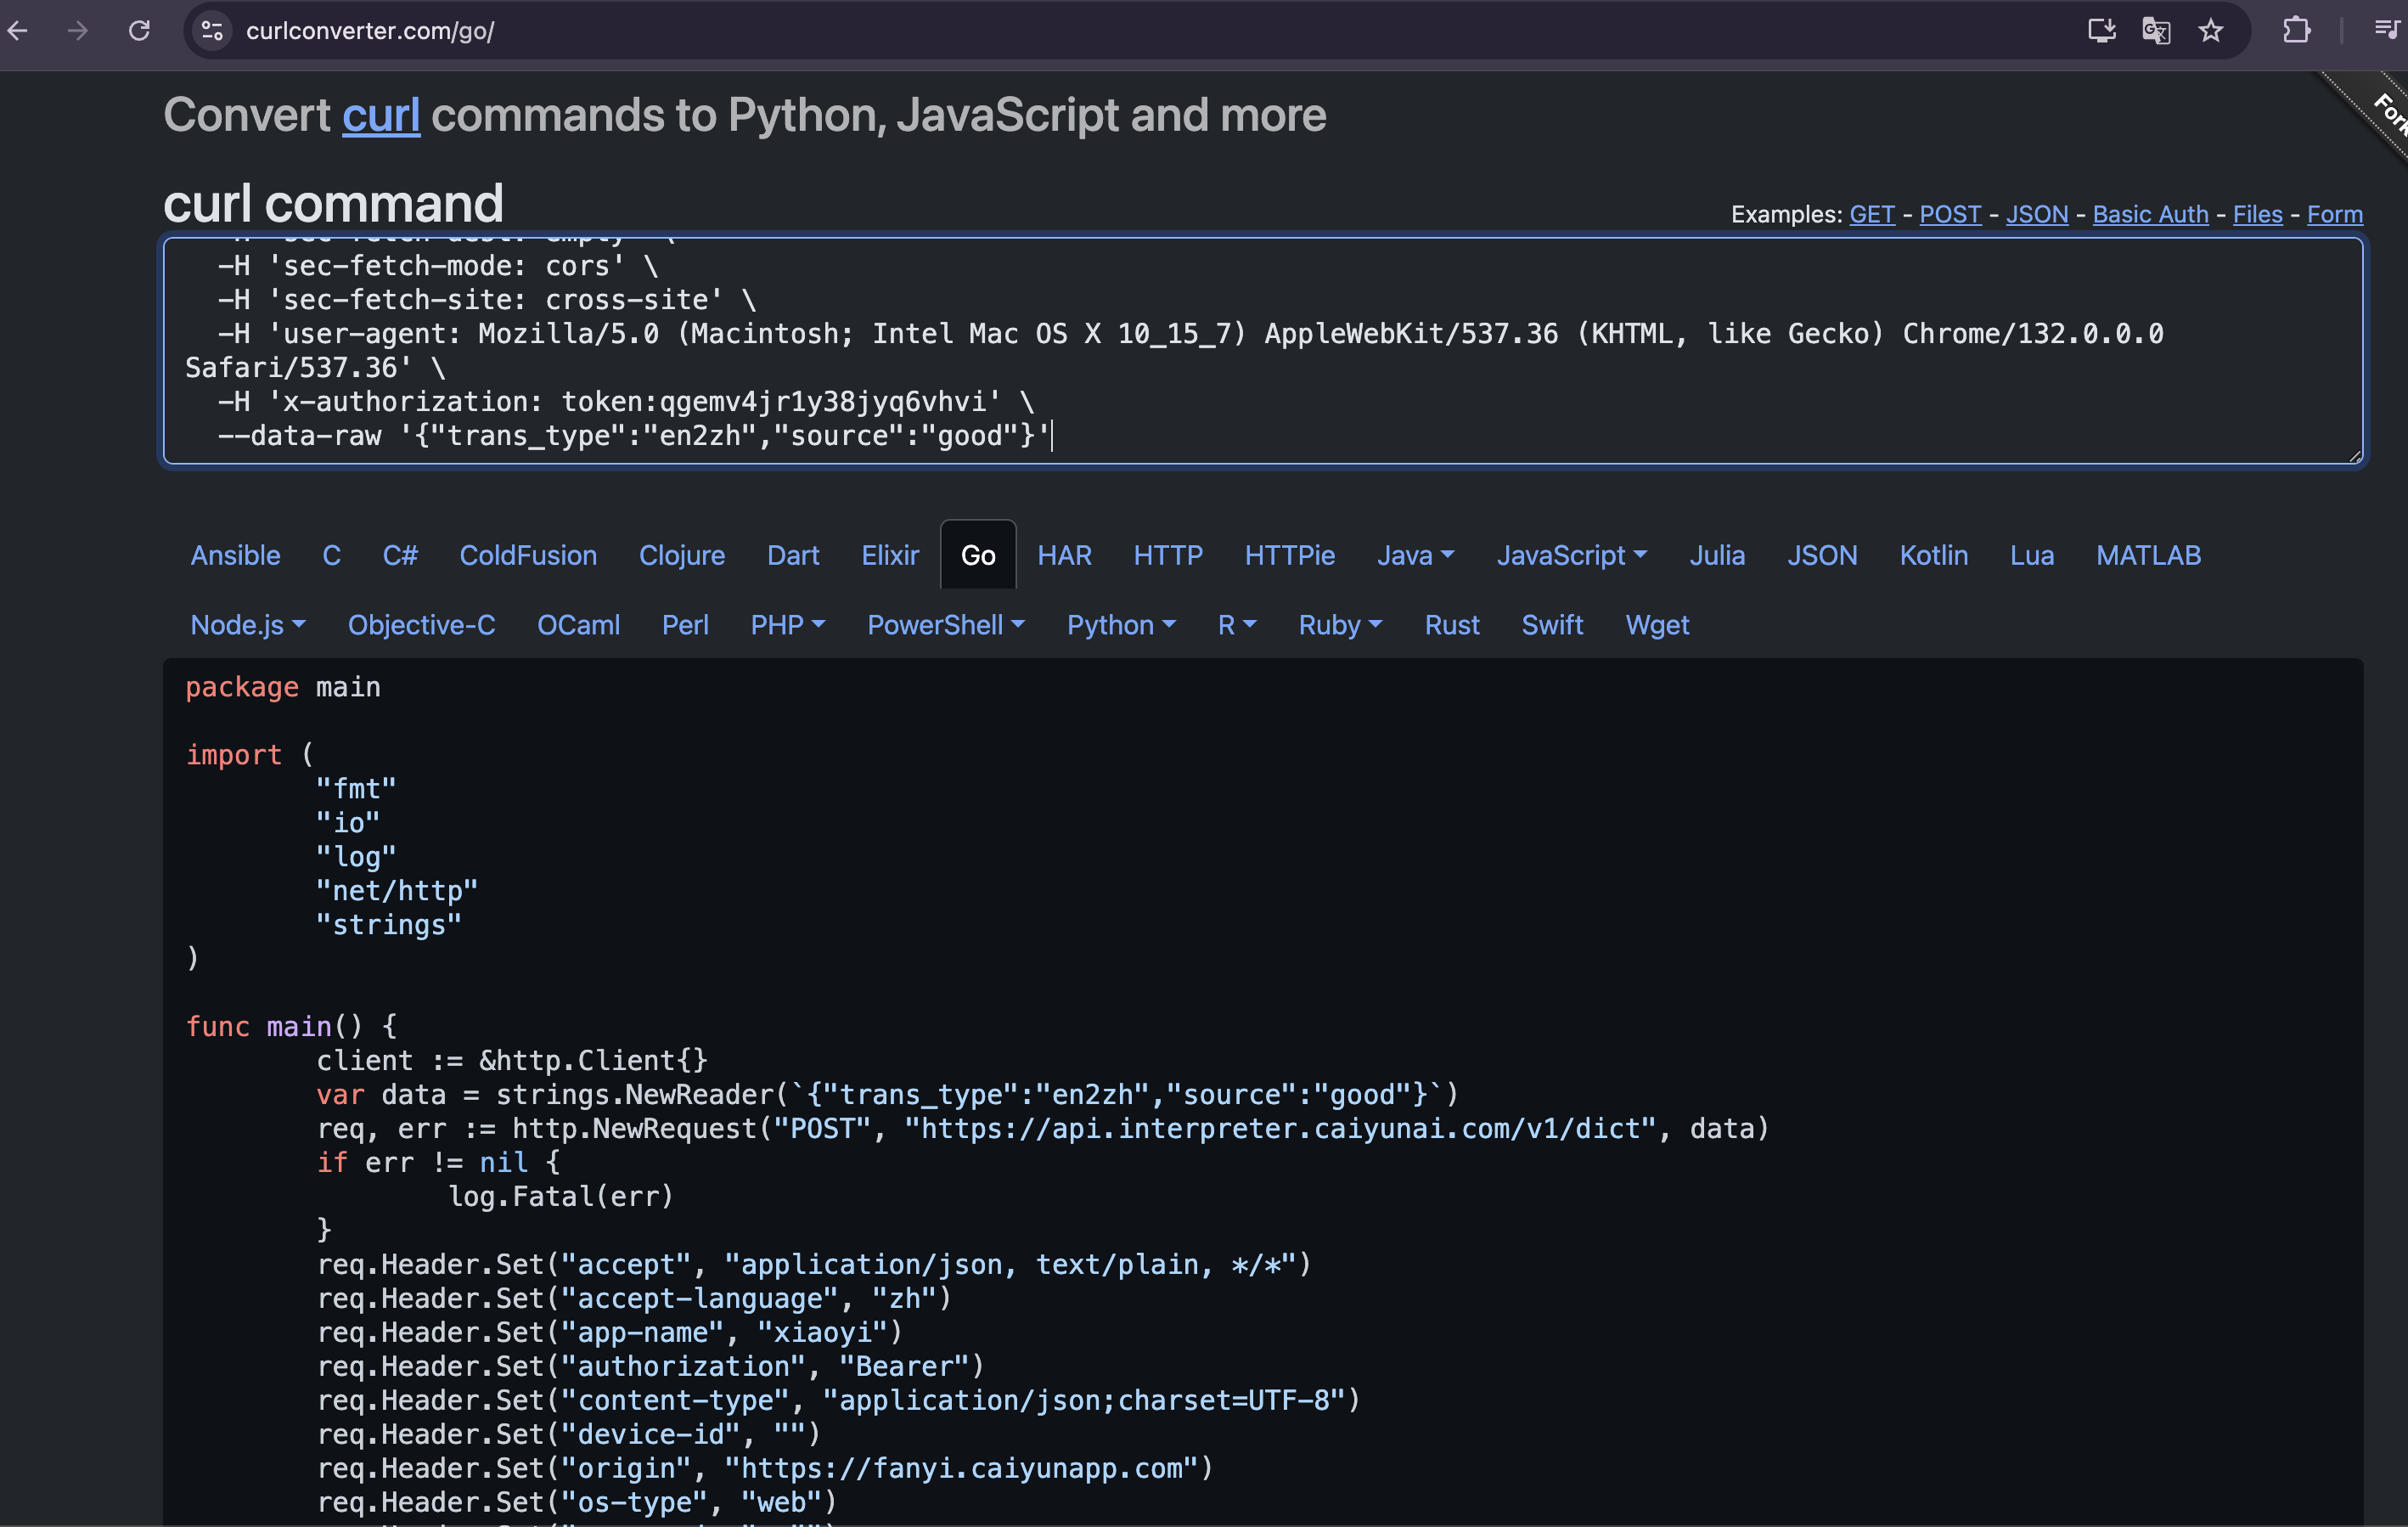 curlconverter.com/go/
Fork
Convert curl commands to Python, JavaScript and more
curl command
Examples: GET - POST - JSON - Basic Auth - Files - Form
-H 'sec-fetch-dest: empty' \
-H 'sec-fetch-mode: cors' \
-H 'sec-fetch-site: cross-site' \
-H 'user-agent: Mozilla/5.0 (Macintosh; Intel Mac OS X 10_15_7) AppleWebKit/537.36 (KHTML, like Gecko) Chrome/132.0.0.0
Safari/537.36' \
-H 'x-authorization: token:qgemv4jr1y38jyq6vhvi' \
--data-raw '{"trans_type":"en2zh","source":"good"}'
Ansible C C# ColdFusion Clojure Dart Elixir Go HAR HTTP HTTPie Java JavaScript Julia JSON Kotlin Lua MATLAB
Node.js Objective-C OCaml Perl PHP PowerShell Python R Ruby Rust Swift Wget
package main
import (
"fmt"
"io"
"log"
"net/http"
"strings"
)
func main() {
client := &http.Client{}
var data = strings.NewReader(`{"trans_type":"en2zh","source":"good"}`)
req, err := http.NewRequest("POST", "https://api.interpreter.caiyunai.com/v1/dict", data)
if err != nil {
log.Fatal(err)
}
req.Header.Set("accept", "application/json, text/plain, */*")
req.Header.Set("accept-language", "zh")
req.Header.Set("app-name", "xiaoyi")
req.Header.Set("authorization", "Bearer")
req.Header.Set("content-type", "application/json;charset=UTF-8")
req.Header.Set("device-id", "")
req.Header.Set("origin", "https://fanyi.caiyunapp.com")
req.Header.Set("os-type", "web")